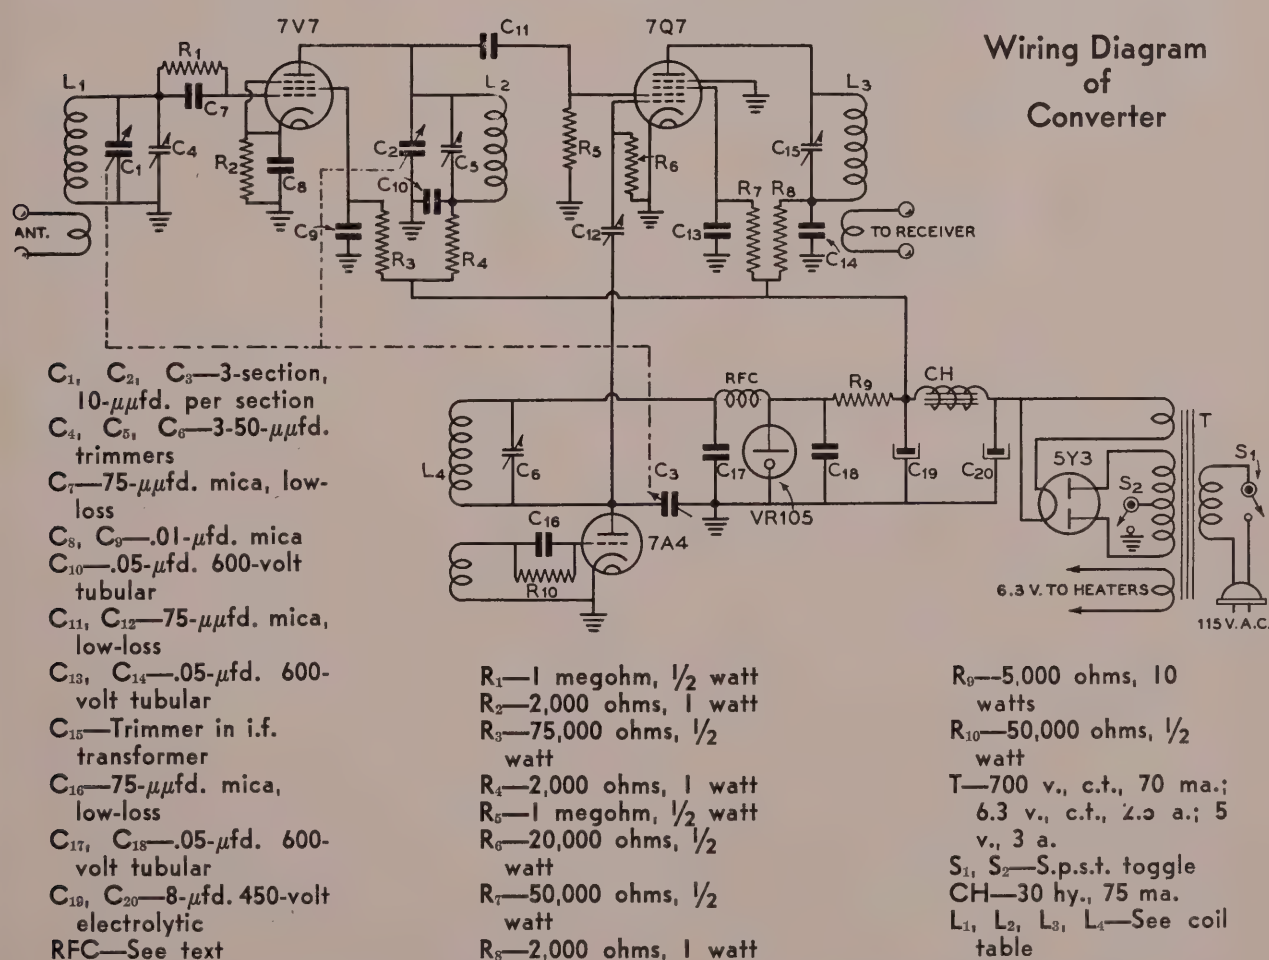 Wiring Diagram
of
Converter
7V7
C11
7Q7
R1
L1
C7
L2
L3
C1
C4
R2
C8
C2
C5
R5
R6
C15
C10
R7
R8
ANT.
C9
R3
R4
C12
C13
C14
TO RECEIVER
RFC
R9
CH
T
L4
C6
C3
C17
C18
C19
C20
5Y3
S2
S1
VR105
C16
7A4
R10
6.3 V. TO HEATERS
115 V. A.C.
C1, C2, C3—3-section,
10-μμfd. per section
C4, C5, C6—3-50-μμfd.
trimmers
C7—75-μμfd. mica, low-
loss
C8, C9—.01-μfd. mica
C10—.05-μfd. 600-volt
tubular
C11, C12—75-μμfd. mica,
low-loss
C13, C14—.05-μfd. 600-
volt tubular
C15—Trimmer in i.f.
transformer
C16—75-μμfd. mica,
low-loss
C17, C18—.05-μfd. 600-
volt tubular
C19, C20—8-μfd. 450-volt
electrolytic
RFC—See text
R1—1 megohm, 1/2 watt
R2—2,000 ohms, 1 watt
R3—75,000 ohms, 1/2
watt
R4—2,000 ohms, 1 watt
R5—1 megohm, 1/2 watt
R6—20,000 ohms, 1/2
watt
R7—50,000 ohms, 1/2
watt
R8—2,000 ohms, 1 watt
R9—5,000 ohms, 10
watts
R10—50,000 ohms, 1/2
watt
T—700 v., c.t., 70 ma.;
6.3 v., c.t., a.; 5
v., 3 a.
S1, S2—S.p.s.t. toggle
CH—30 hy., 75 ma.
L1, L2, L3, L4—See coil
table